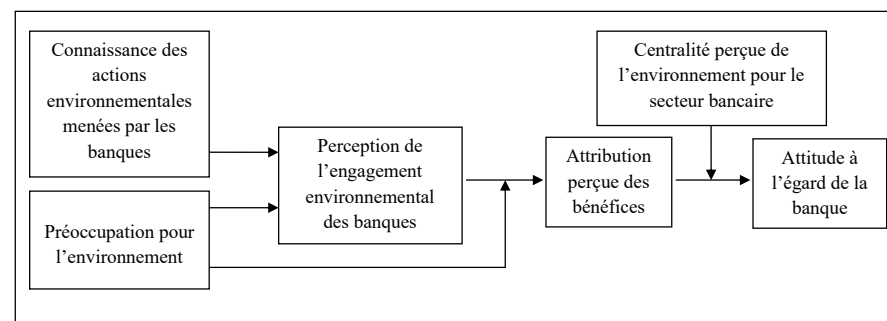 Connaissance des
actions
environnementales
menées par les
banques
Préoccupation pour
l’environnement
Perception de
l’engagement
environnemental
des banques
Attribution
perçue des
bénéfices
Centralité perçue de
l’environnement pour le
secteur bancaire
Attitude à
l’égard de la
banque